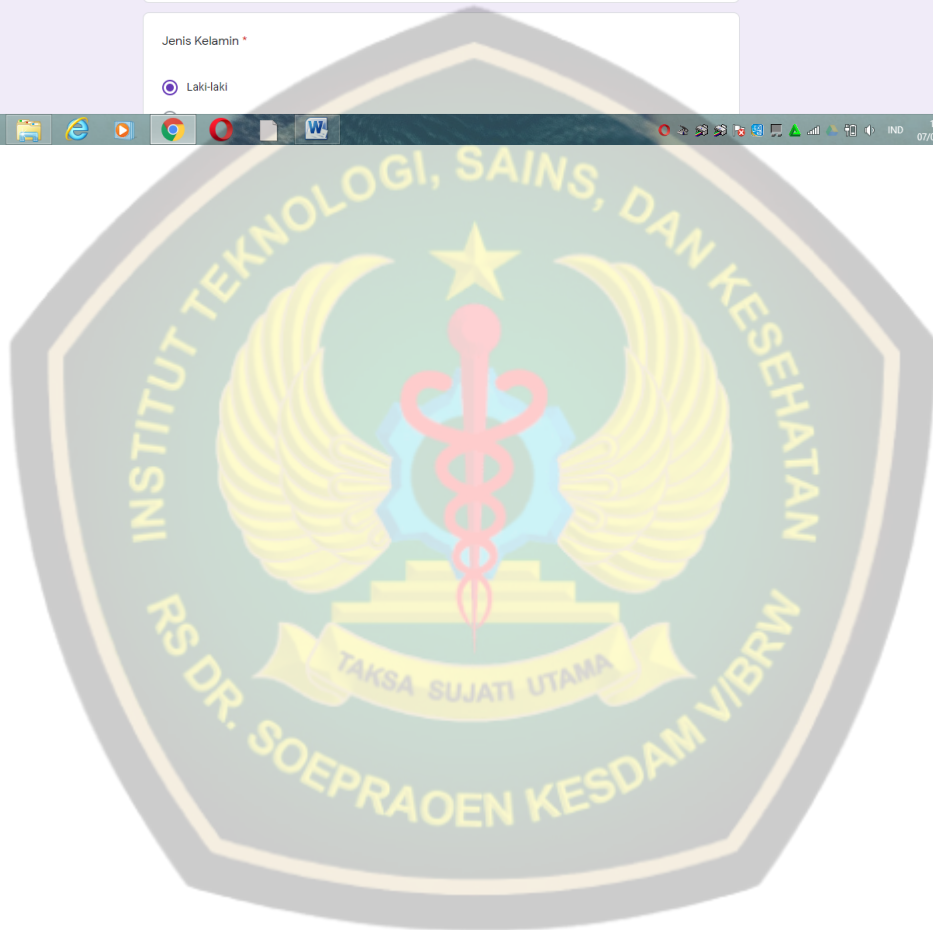 Jenis Kelamin *
Laki-laki
IND
INSTITUT TEKNOLOGI, SAINS, DAN KESEHATAN
TAKSA SUJATI UTAMA
RS DR. SOEPRAOEN KESDAM V/BRW